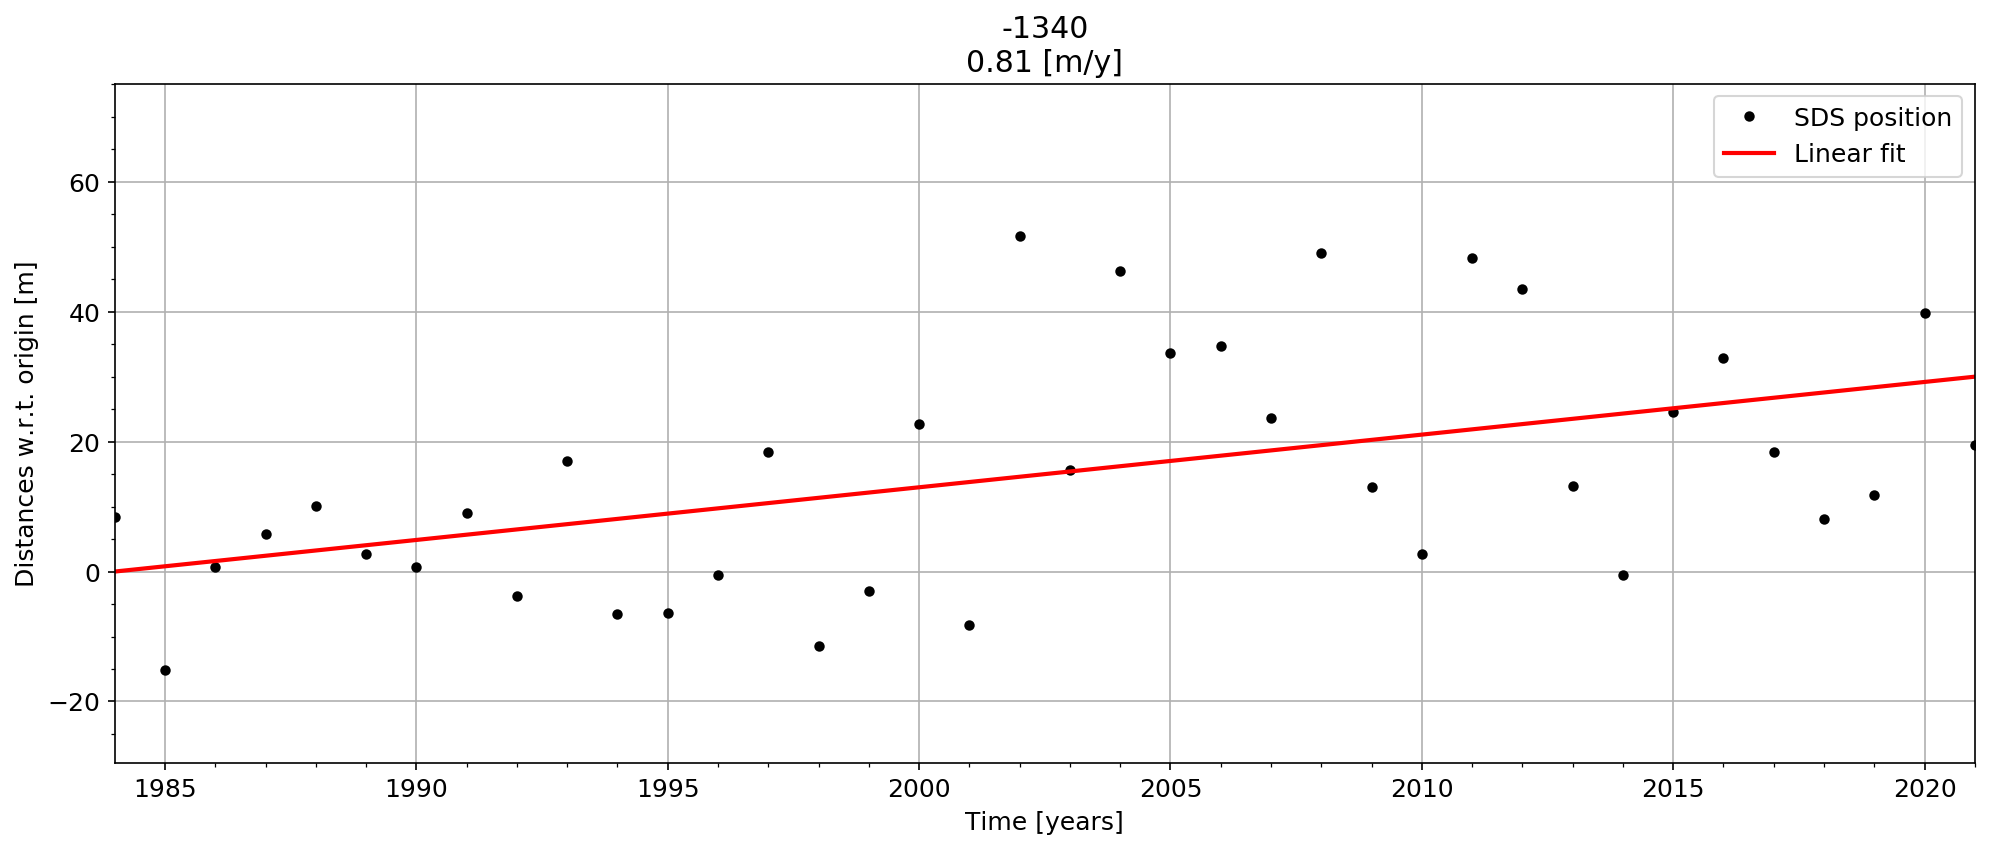 -1340
0.81 [m/y]
SDS position
Linear fit
Distances w.r.t. origin [m]
60
40
20
0
−20
1985 1990 1995 2000 2005 2010 2015 2020
Time [years]